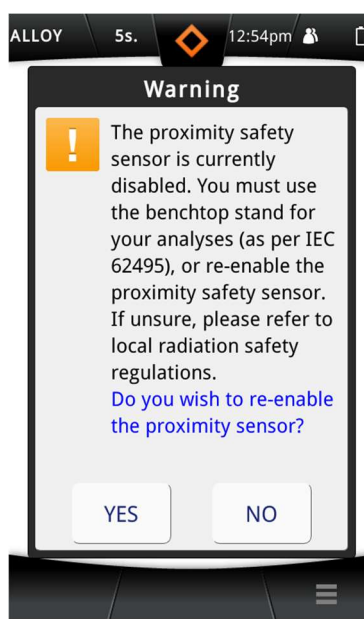 ALLOY 5s. 12:54pm
Warning
!
The proximity safety
sensor is currently
disabled. You must use
the benchtop stand for
your analyses (as per IEC
62495), or re-enable the
proximity safety sensor.
If unsure, please refer to
local radiation safety
regulations.
Do you wish to re-enable
the proximity sensor?
YES NO